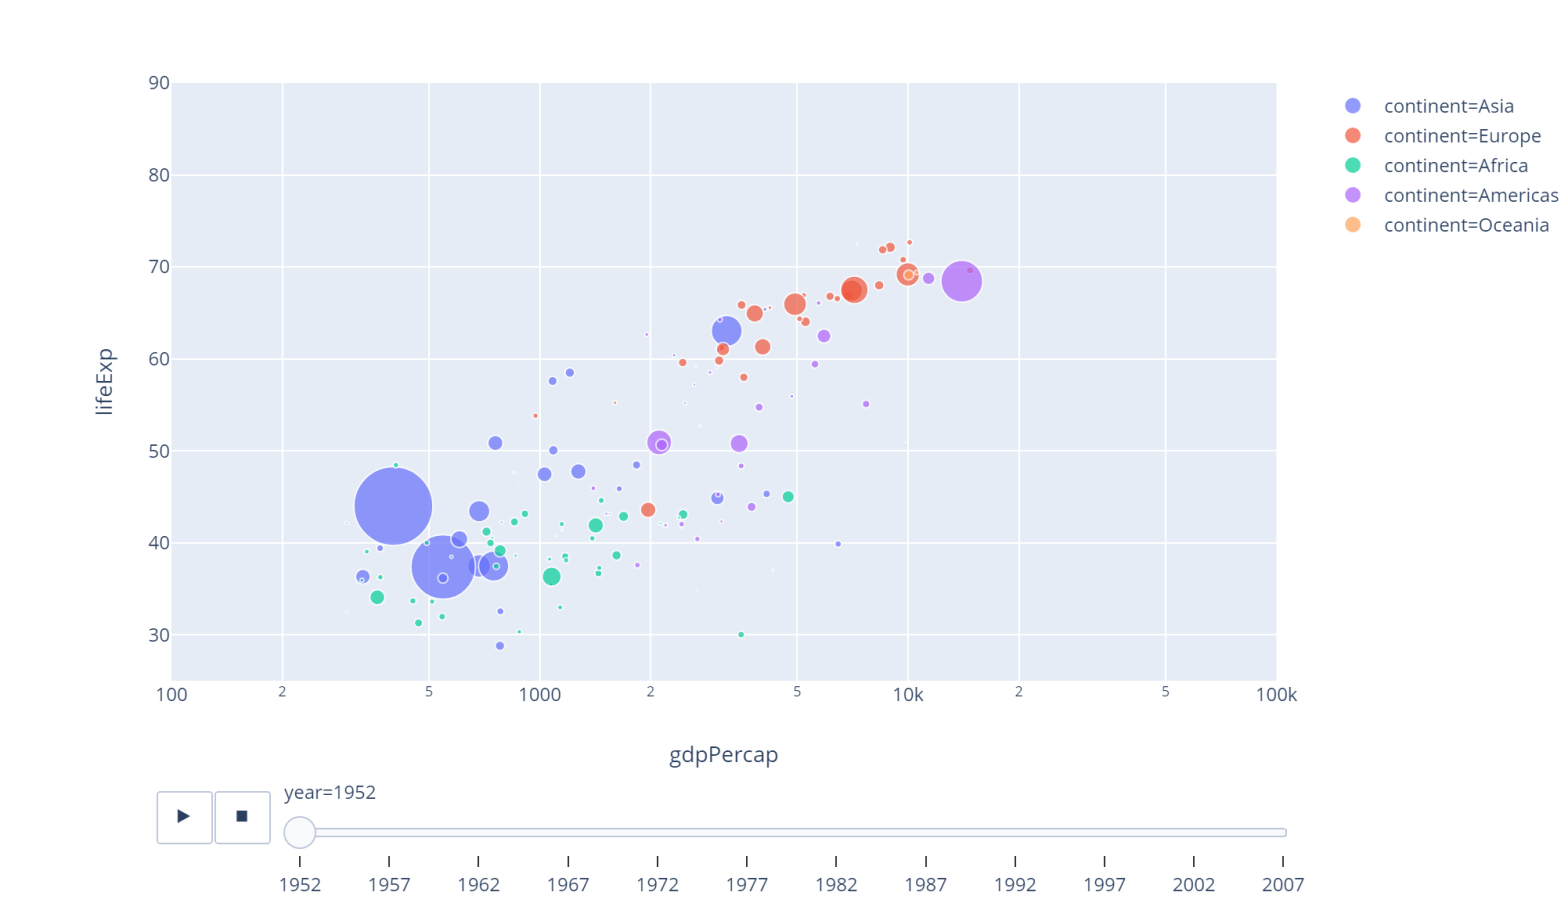 90
80
70
60
50
40
30
lifeExp
100 2 5 1000 2 5 10k 2 5 100k
gdpPercap
continent=Asia
continent=Europe
continent=Africa
continent=Americas
continent=Oceania
year=1952
1952 1957 1962 1967 1972 1977 1982 1987 1992 1997 2002 2007